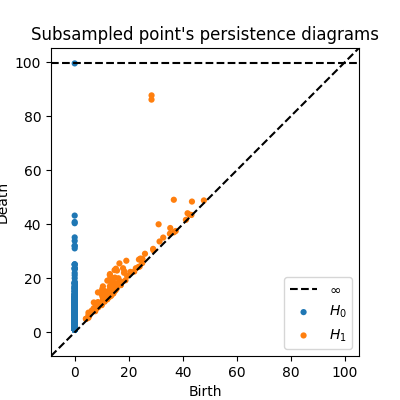 Subsampled point's persistence diagrams
100
80
60
40
20
0
Death
0 20 40 60 80 100
Birth
∞
H₀
H₁